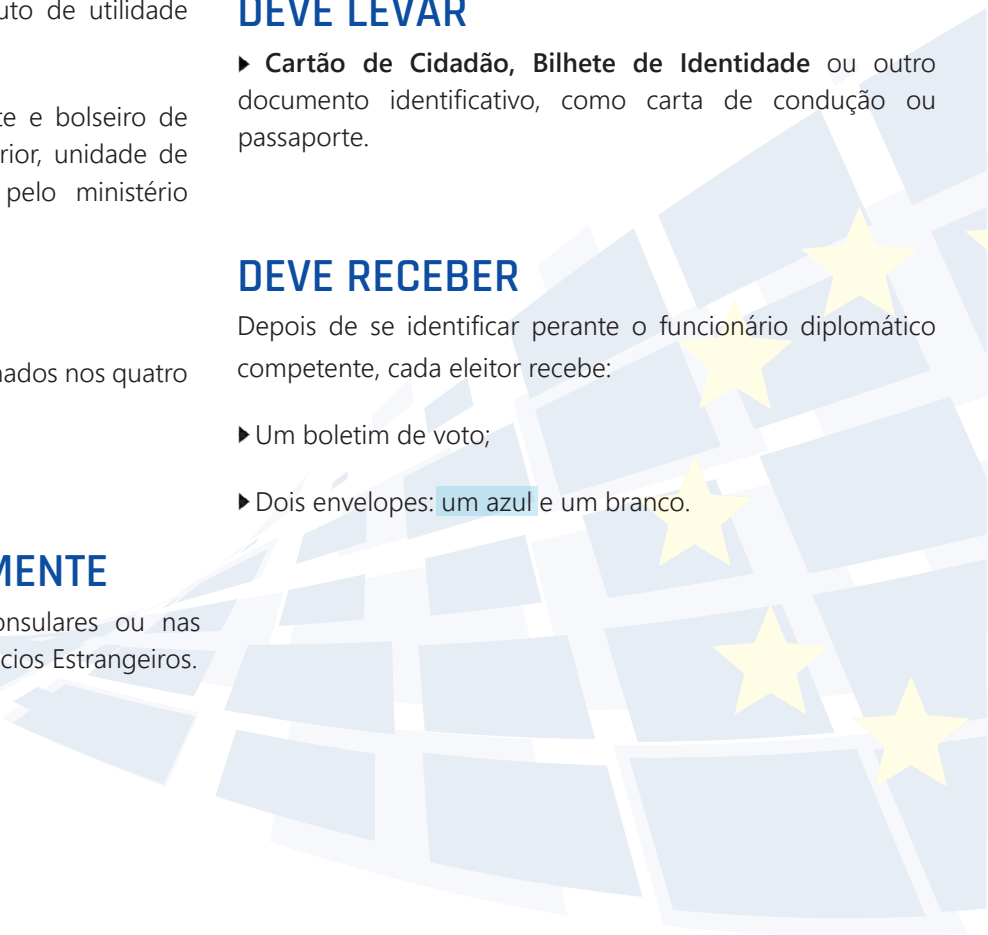 uto de utilidade
te e bolseiro de
rior, unidade de
pelo ministério
nados nos quatro
MENTE
onsulares ou nas
cios Estrangeiros.
DEVE LEVAR
▶ Cartão de Cidadão, Bilhete de Identidade ou outro
documento identificativo, como carta de condução ou
passaporte.
DEVE RECEBER
Depois de se identificar perante o funcionário diplomático
competente, cada eleitor recebe:
▶ Um boletim de voto;
▶ Dois envelopes: um azul e um branco.